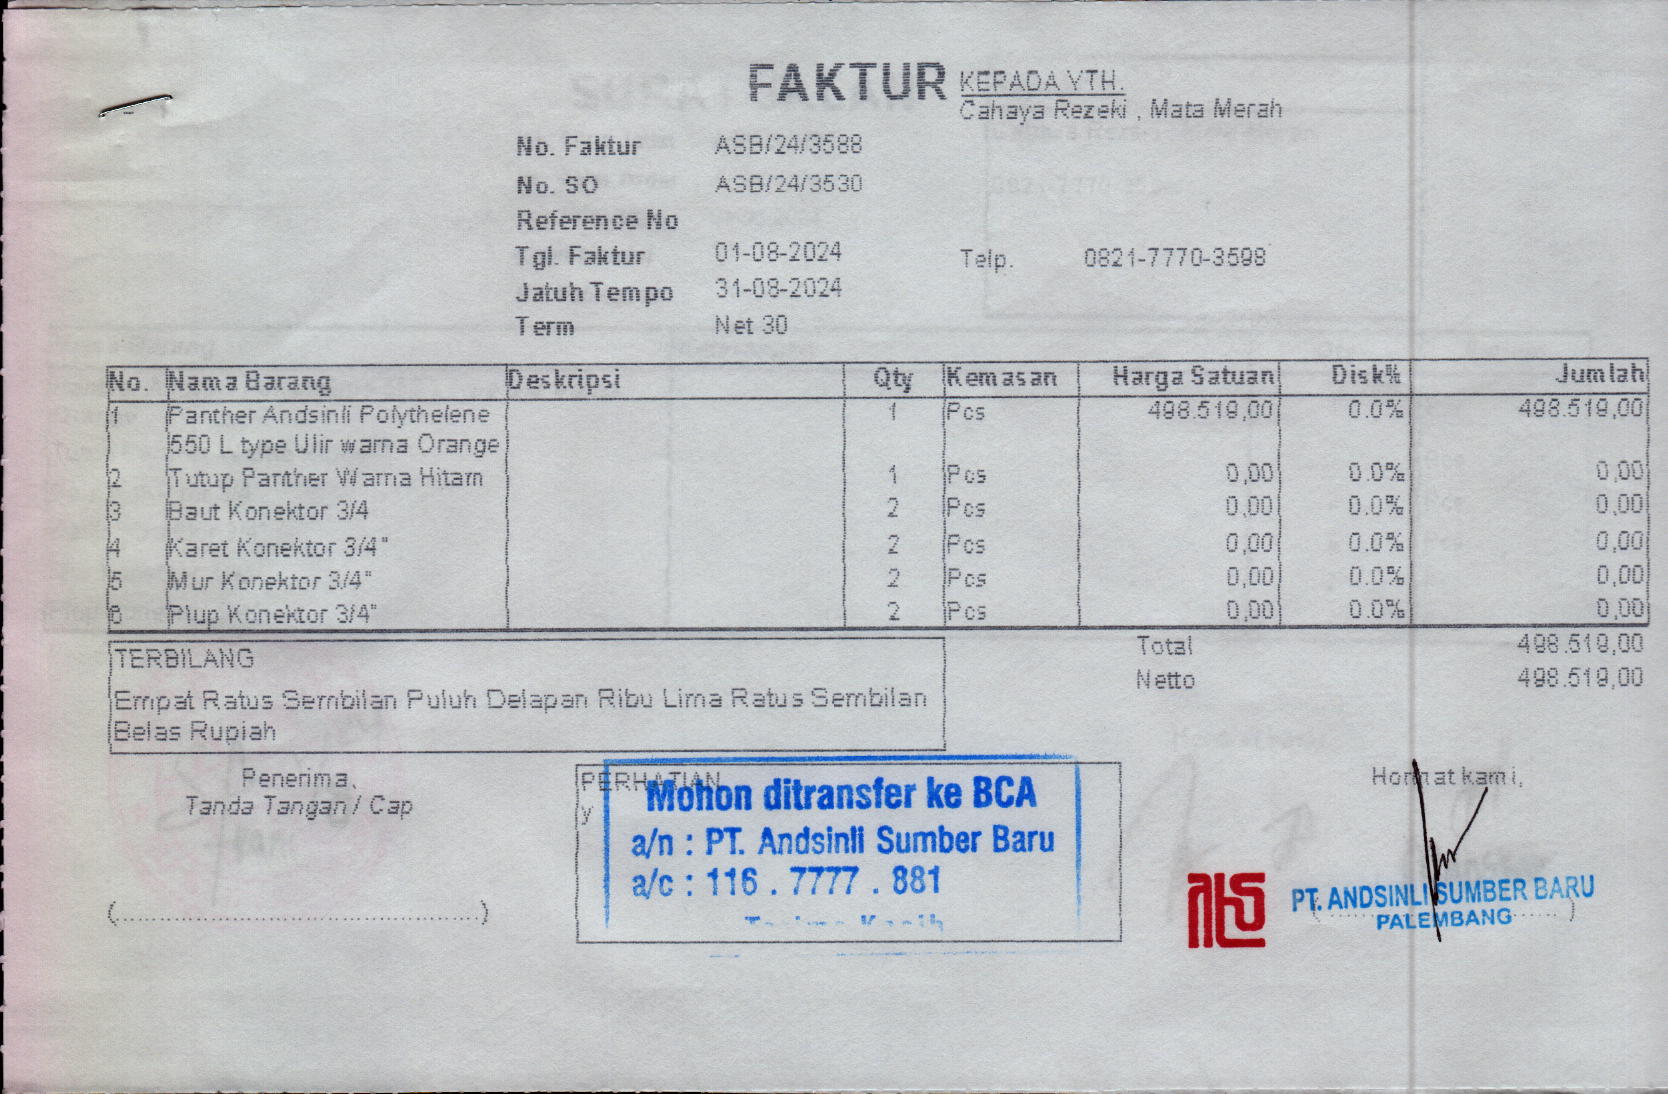 FAKTUR
KEPADA YTH.
Cahaya Rezeki , Mata Merah
No. Faktur ASB/24/3588
No. SO ASB/24/3530
Reference No
Tgl. Faktur 01-08-2024
Telp. 0821-7770-3598
Jatuh Tempo 31-08-2024
Term Net 30
No. Nama Barang Deskripsi Qty Kemasan Harga Satuan Disk% Jumlah
1 Panther Andsinli Polythelene 1 Pcs 498.519,00 0.0% 498.519,00
550 L type Ulir warna Orange
2 Tutup Panther Warna Hitam 1 Pcs 0,00 0.0% 0,00
3 Baut Konektor 3/4 2 Pcs 0,00 0.0% 0,00
4 Karet Konektor 3/4" 2 Pcs 0,00 0.0% 0,00
5 Mur Konektor 3/4" 2 Pcs 0,00 0.0% 0,00
6 Plup Konektor 3/4" 2 Pcs 0,00 0.0% 0,00
Total 498.519,00
Netto 498.519,00
TERBILANG
Empat Ratus Sembilan Puluh Delapan Ribu Lima Ratus Sembilan
Belas Rupiah
Penerima,
Tanda Tangan / Cap
(................................................)
PERHATIAN
y
Mohon ditransfer ke BCA
a/n : PT. Andsinli Sumber Baru
a/c : 116 . 7777 . 881
Terima Kasih
Hormat kami,
PT. ANDSINLI SUMBER BARU
PALEMBANG